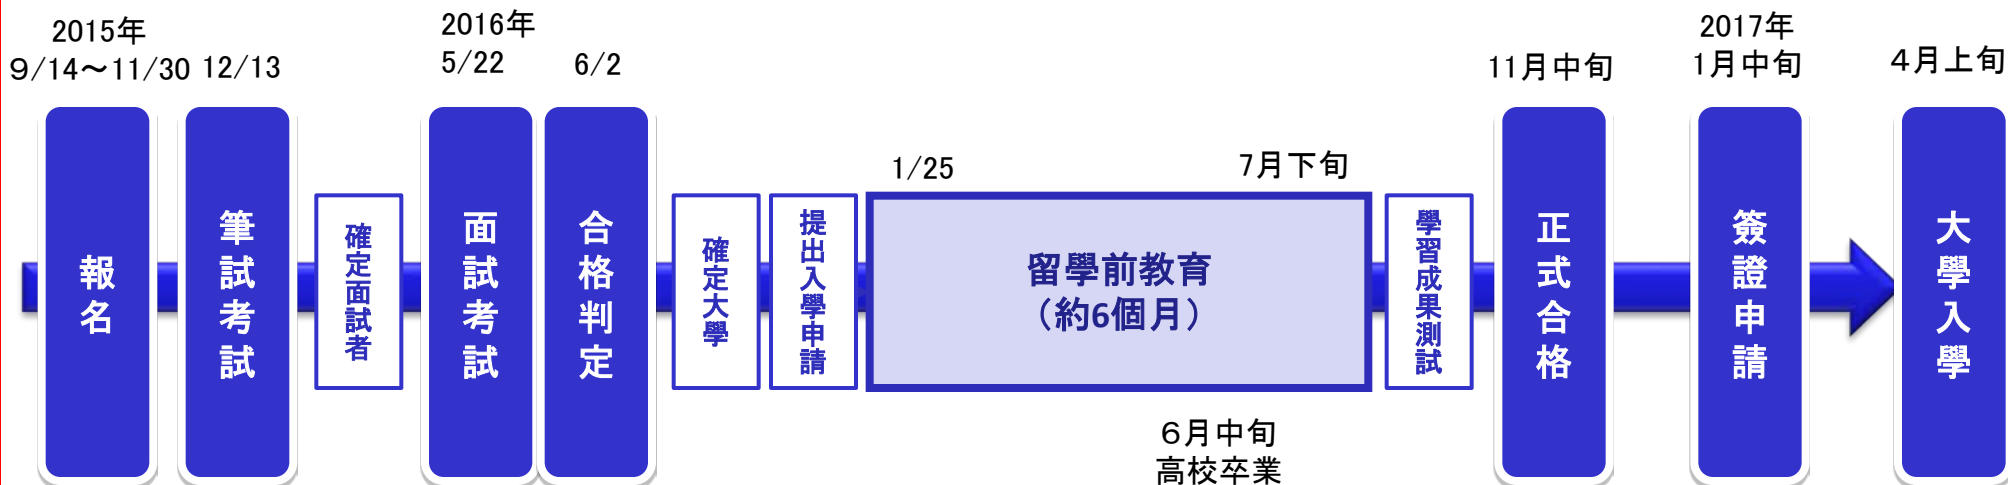 2015年
９/14～11/30
12/13
2016年
5/22
6/2
1/25
7月下旬
11月中旬
2017年
1月中旬
４月上旬
報名
筆試考試
確定面試者
面試考試
合格判定
確定大學
提出入學申請
留學前教育
（約6個月）
學習成果測試
正式合格
簽證申請
大學入學
６月中旬
高校卒業